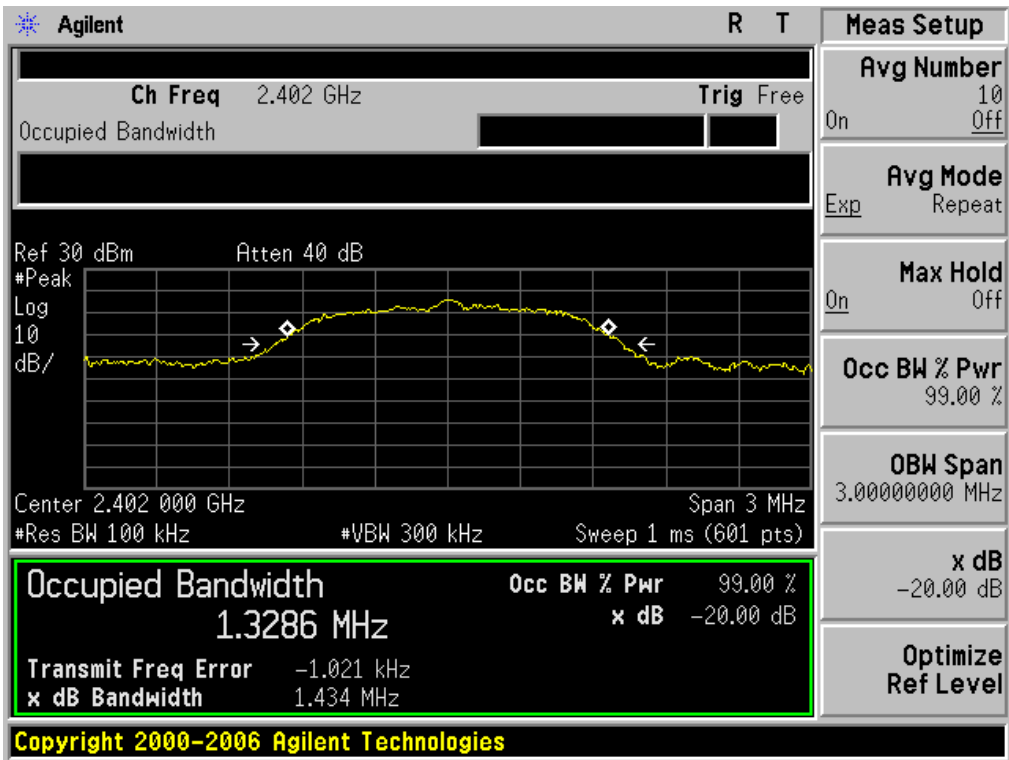 Agilent R T Meas Setup
Ch Freq 2.402 GHz Trig Free
Occupied Bandwidth
Ref 30 dBm Atten 40 dB
#Peak
Log
10
dB/
Center 2.402 000 GHz Span 3 MHz
#Res BW 100 kHz #VBW 300 kHz Sweep 1 ms (601 pts)
Occupied Bandwidth Occ BW % Pwr 99.00 %
1.3286 MHz x dB -20.00 dB
Transmit Freq Error -1.021 kHz
x dB Bandwidth 1.434 MHz
Copyright 2000-2006 Agilent Technologies
Avg Number
10
On Off
Avg Mode
Exp Repeat
Max Hold
On Off
Occ BW % Pwr
99.00 %
OBW Span
3.00000000 MHz
x dB
-20.00 dB
Optimize
Ref Level